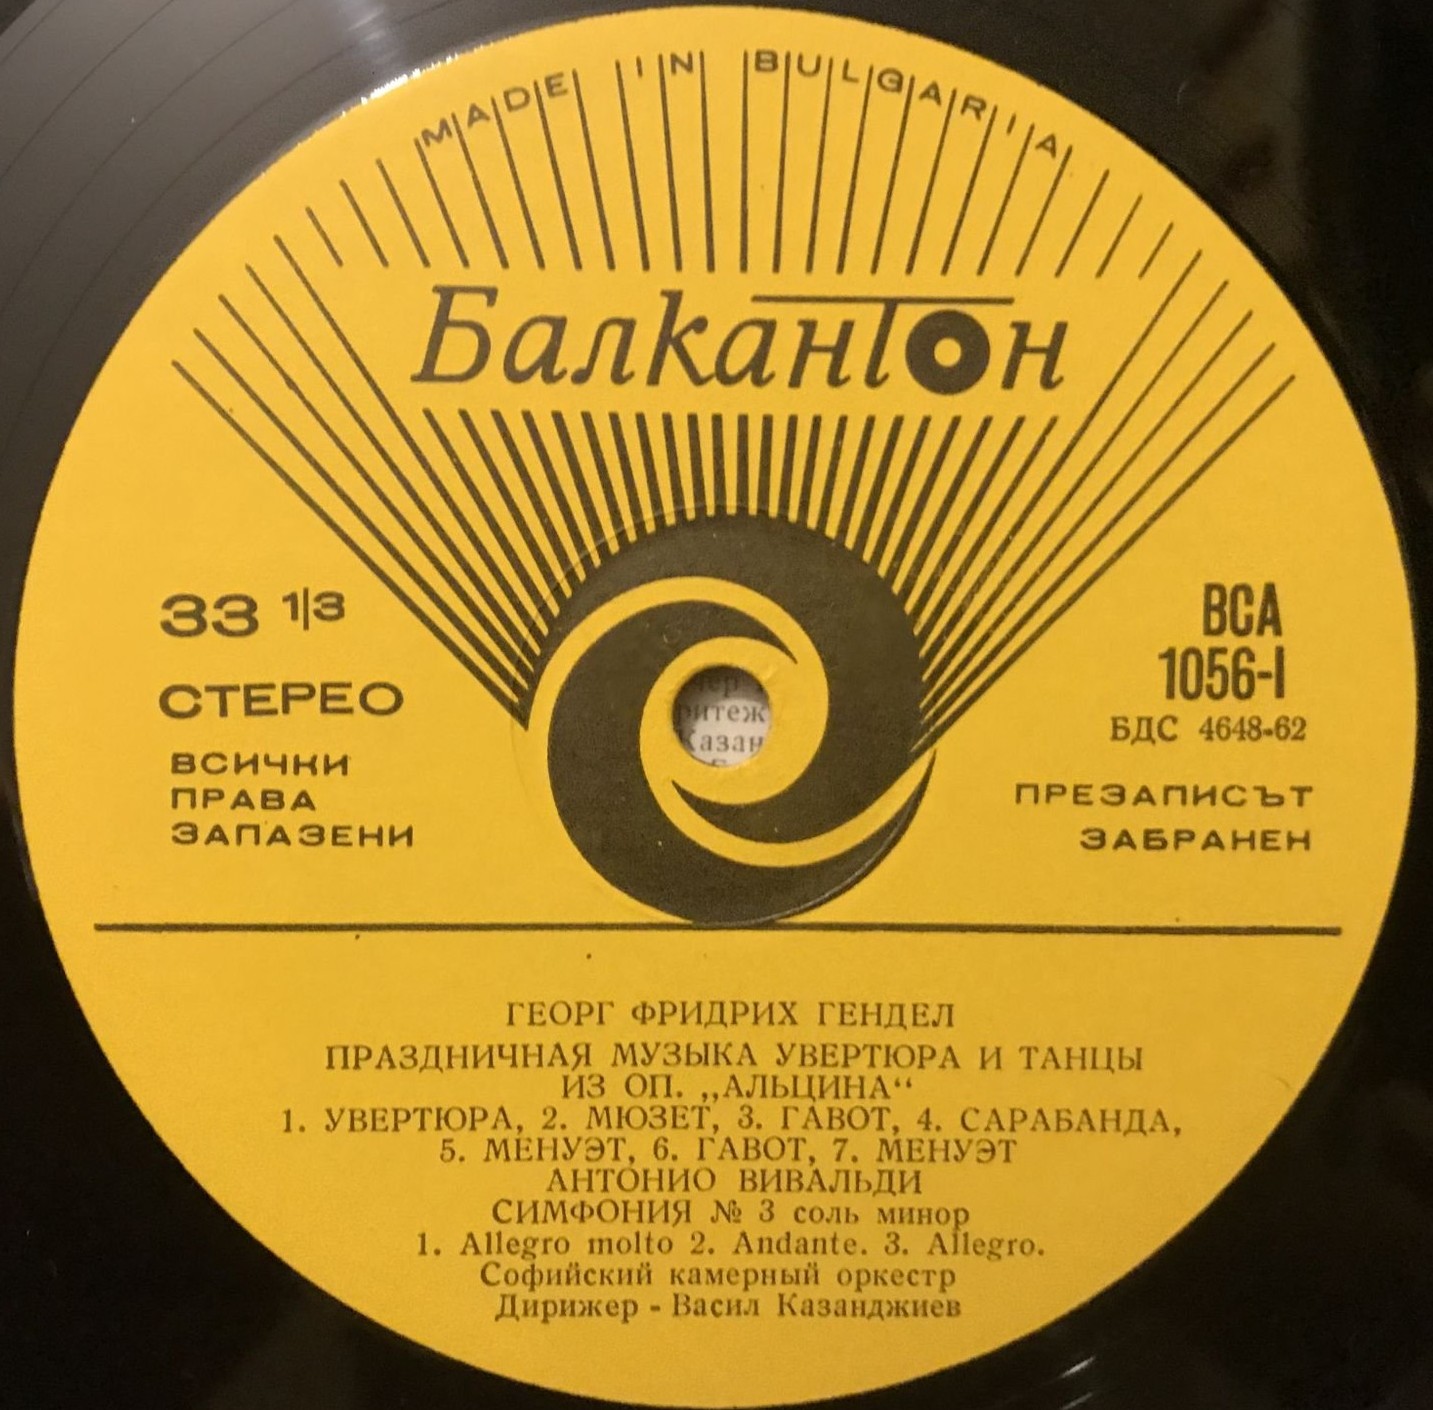 MADE IN BULGARIA
Балкантон
33 1/3
СТЕРЕО
ВСИЧКИ
ПРАВА
ЗАПАЗЕНИ
ВСА
1056-I
БДС 4648-62
ПРЕЗАПИСЪТ
ЗАБРАНЕН
ритеж
Казан
ГЕОРГ ФРИДРИХ ГЕНДЕЛ
ПРАЗДНИЧНАЯ МУЗЫКА УВЕРТЮРА И ТАНЦЫ
ИЗ ОП. „АЛЬЦИНА“
1. УВЕРТЮРА, 2. МЮЗЕТ, 3. ГАВОТ, 4. САРАБАНДА,
5. МЕНУЭТ, 6. ГАВОТ, 7. МЕНУЭТ
АНТОНИО ВИВАЛЬДИ
СИМФОНИЯ № 3 соль минор
1. Allegro molto 2. Andante. 3. Allegro.
Софийский камерный оркестр
Дирижер - Васил Казанджиев